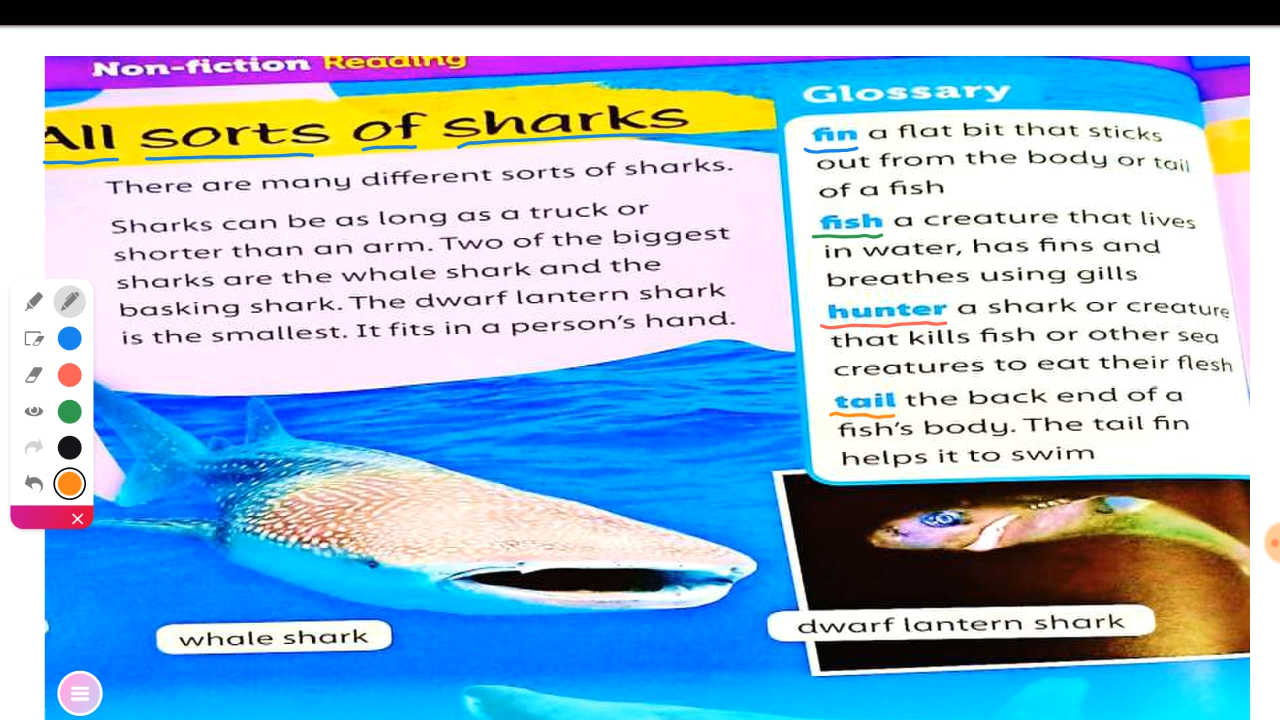 Non-fiction Reading
All sorts of sharks
There are many different sorts of sharks.
Sharks can be as long as a truck or
shorter than an arm. Two of the biggest
sharks are the whale shark and the
basking shark. The dwarf lantern shark
is the smallest. It fits in a person's hand.
whale shark
Glossary
fin a flat bit that sticks
out from the body or tail
of a fish
fish a creature that lives
in water, has fins and
breathes using gills
hunter a shark or creature
that kills fish or other sea
creatures to eat their flesh
tail the back end of a
fish's body. The tail fin
helps it to swim
dwarf lantern shark